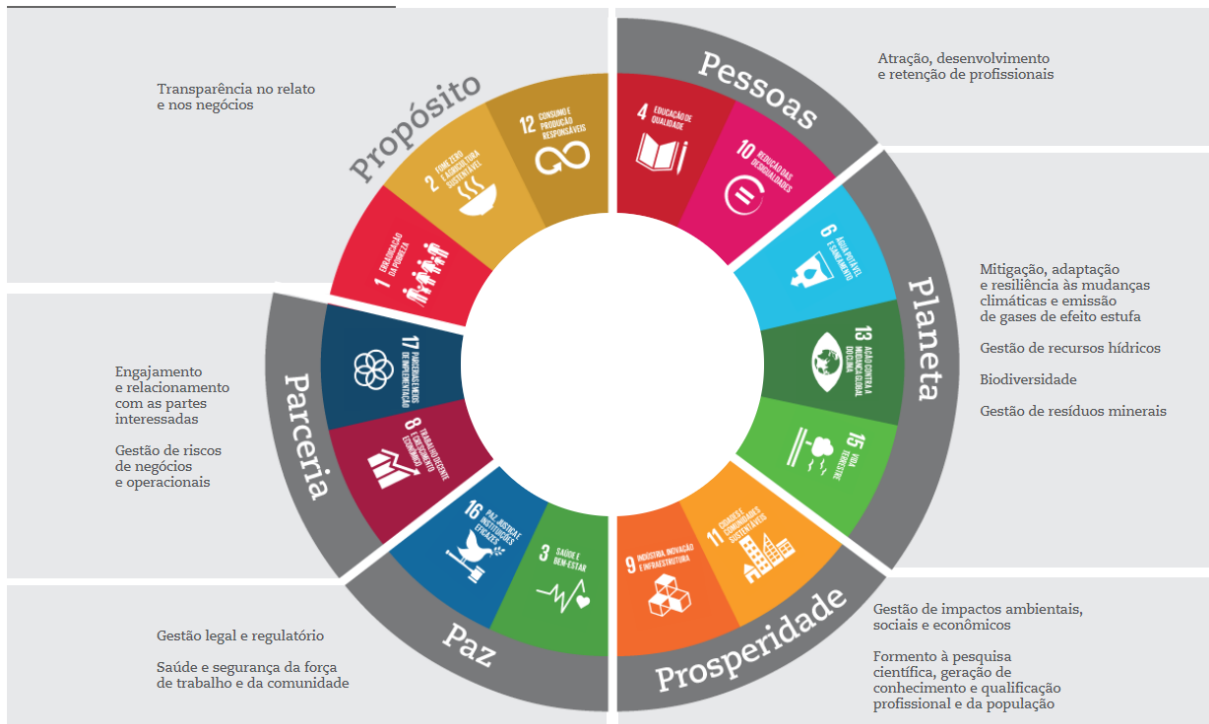 Propósito
Transparência no relato
e nos negócios
1 ERRADICAÇÃO
DA POBREZA
2 FOME ZERO
E AGRICULTURA
SUSTENTÁVEL
12 CONSUMO E
PRODUÇÃO
RESPONSÁVEIS
Pessoas
Atração, desenvolvimento
e retenção de profissionais
4 EDUCAÇÃO DE
QUALIDADE
10 REDUÇÃO DAS
DESIGUALDADES
Planeta
Mitigação, adaptação
e resiliência às mudanças
climáticas e emissão
de gases de efeito estufa
Gestão de recursos hídricos
Biodiversidade
Gestão de resíduos minerais
6 ÁGUA POTÁVEL
E SANEAMENTO
13 AÇÃO CONTRA A
MUDANÇA GLOBAL
DO CLIMA
15 VIDA
TERRESTRE
Prosperidade
Gestão de impactos ambientais,
sociais e econômicos
Formento à pesquisa
científica, geração de
conhecimento e qualificação
profissional e da população
11 CIDADES E
COMUNIDADES
SUSTENTÁVEIS
9 INDÚSTRIA, INOVAÇÃO
E INFRAESTRUTURA
Paz
Gestão legal e regulatório
Saúde e segurança da força
de trabalho e da comunidade
3 SAÚDE E
BEM-ESTAR
16 PAZ, JUSTIÇA E
INSTITUIÇÕES
EFICAZES
Parceria
Engajamento
e relacionamento
com as partes
interessadas
Gestão de riscos
de negócios
e operacionais
8 TRABALHO DECENTE
E CRESCIMENTO
ECONÔMICO
17 PARCERIAS E MEIOS
DE IMPLEMENTAÇÃO